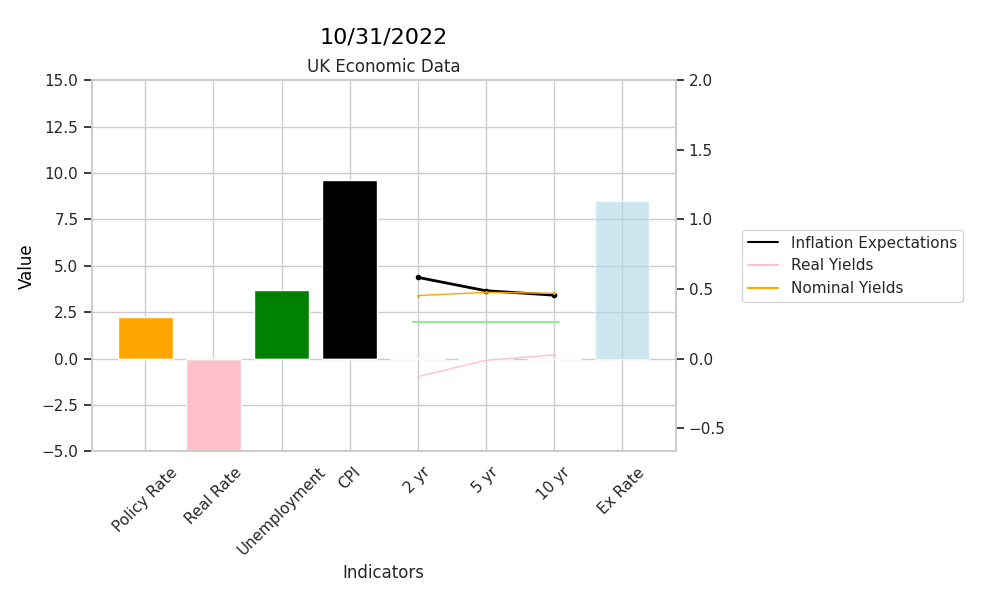 10/31/2022
UK Economic Data
15.0
12.5
10.0
7.5
5.0
2.5
0.0
−2.5
−5.0
Value
2.0
1.5
1.0
0.5
0.0
−0.5
Inflation Expectations
Real Yields
Nominal Yields
Policy Rate
Real Rate
Unemployment
CPI
2 yr
5 yr
10 yr
Ex Rate
Indicators